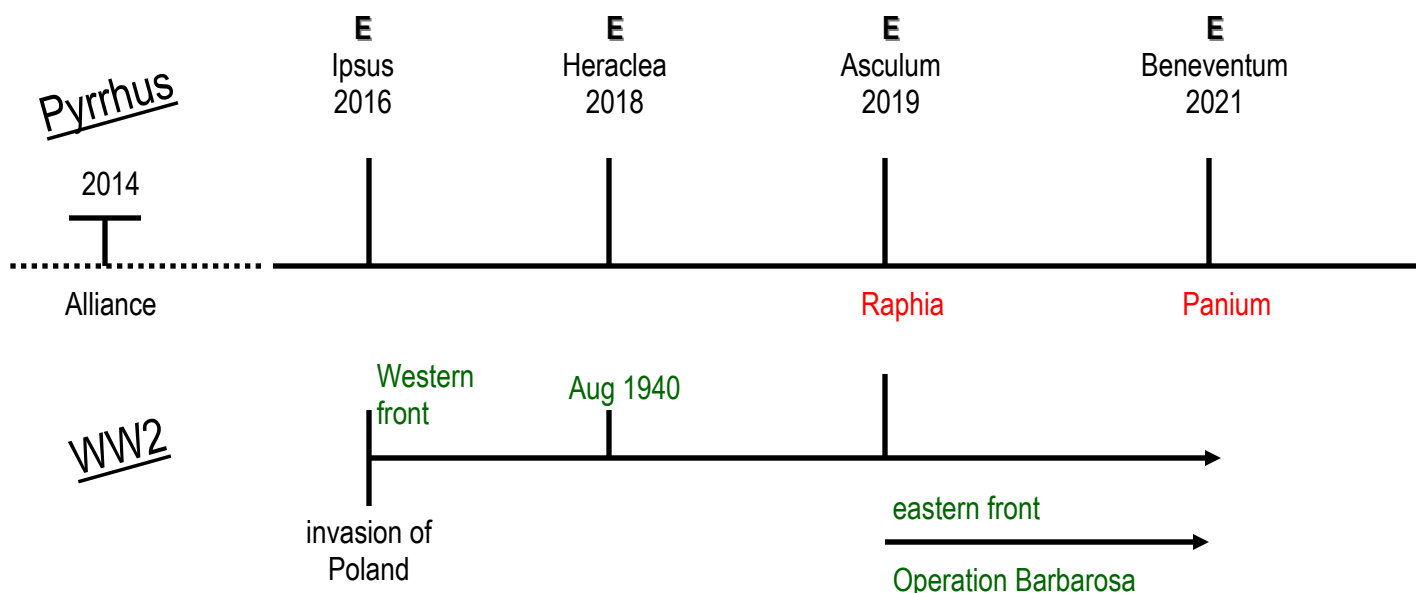 E E E E
Ipsus Heraclea Asculum Beneventum
2016 2018 2019 2021
Pyrrhus
2014
Alliance Raphia Panium
Western
front
Aug 1940
WW2
eastern front
invasion of
Poland
Operation Barbarosa